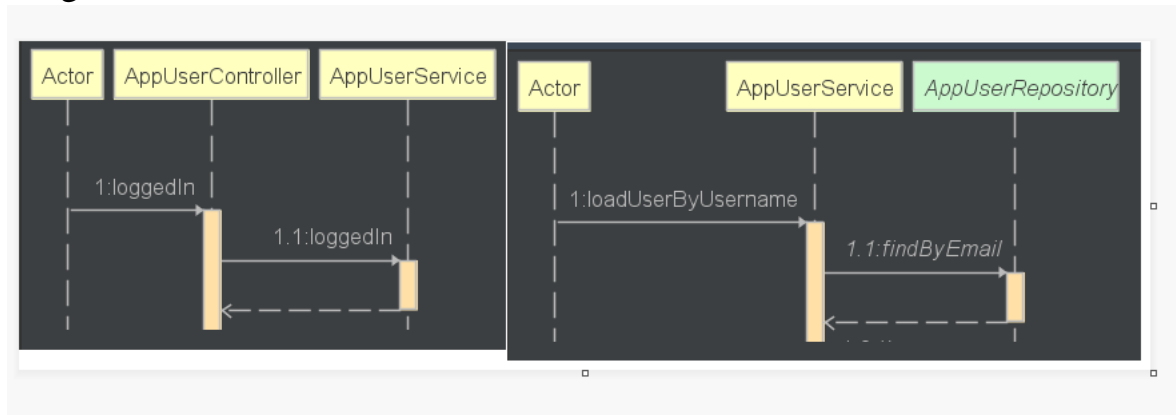 Actor AppUserController AppUserService
1:loggedIn
1.1:loggedIn
Actor AppUserService AppUserRepository
1:loadUserByUsername
1.1:findByEmail